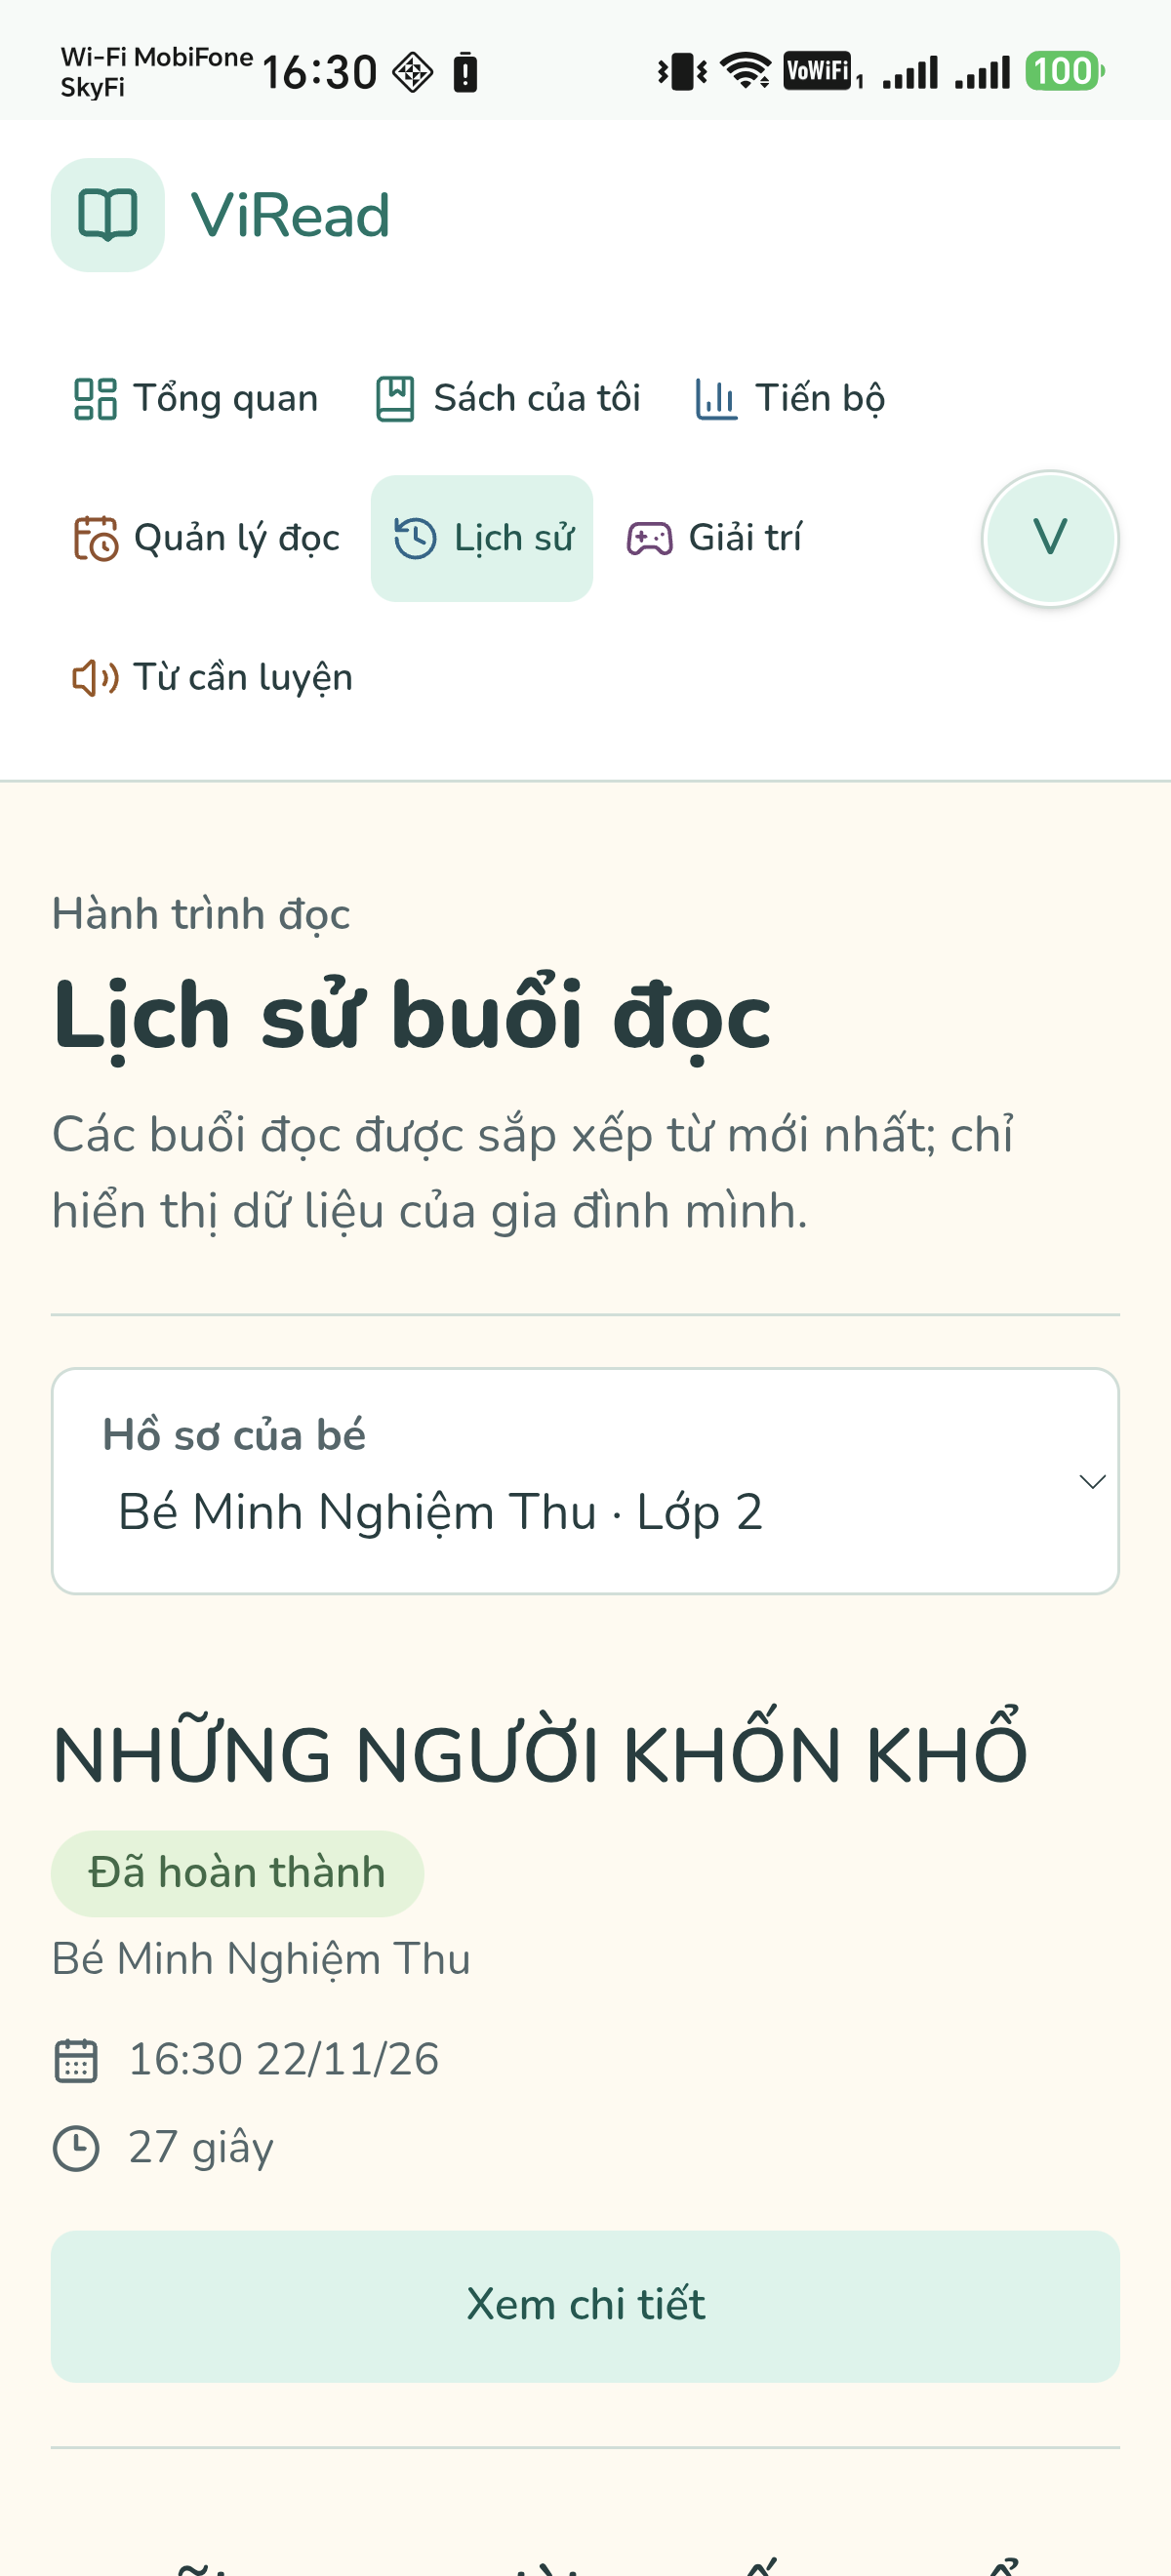 Wi-Fi MobiFone
SkyFi
16:30
VoWiFi 1
100
ViRead
Tổng quan
Sách của tôi
Tiến bộ
Quản lý đọc
Lịch sử
Giải trí
V
Từ cần luyện
Hành trình đọc
Lịch sử buổi đọc
Các buổi đọc được sắp xếp từ mới nhất; chỉ
hiển thị dữ liệu của gia đình mình.
Hồ sơ của bé
Bé Minh Nghiệm Thu · Lớp 2
NHỮNG NGƯỜI KHỐN KHỔ
Đã hoàn thành
Bé Minh Nghiệm Thu
16:30 22/11/26
27 giây
Xem chi tiết